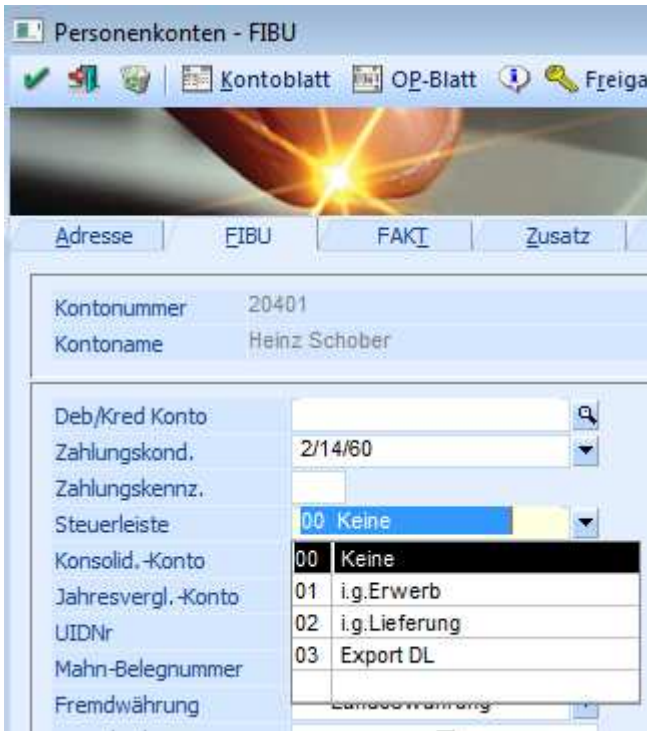 Personenkonten - FIBU
Kontoblatt OP-Blatt
Adresse FIBU FAKT Zusatz
Kontonummer 20401
Kontoname Heinz Schober
Deb/Kred Konto
Zahlungskond. 2/14/60
Zahlungskennz.
Steuerleiste 00 Keine
Konsolid.-Konto 00 Keine
Jahresvergl.-Konto 01 i.g.Erwerb
UIDNr 02 i.g.Lieferung
Mahn-Belegnummer 03 Export DL
Fremdwährung